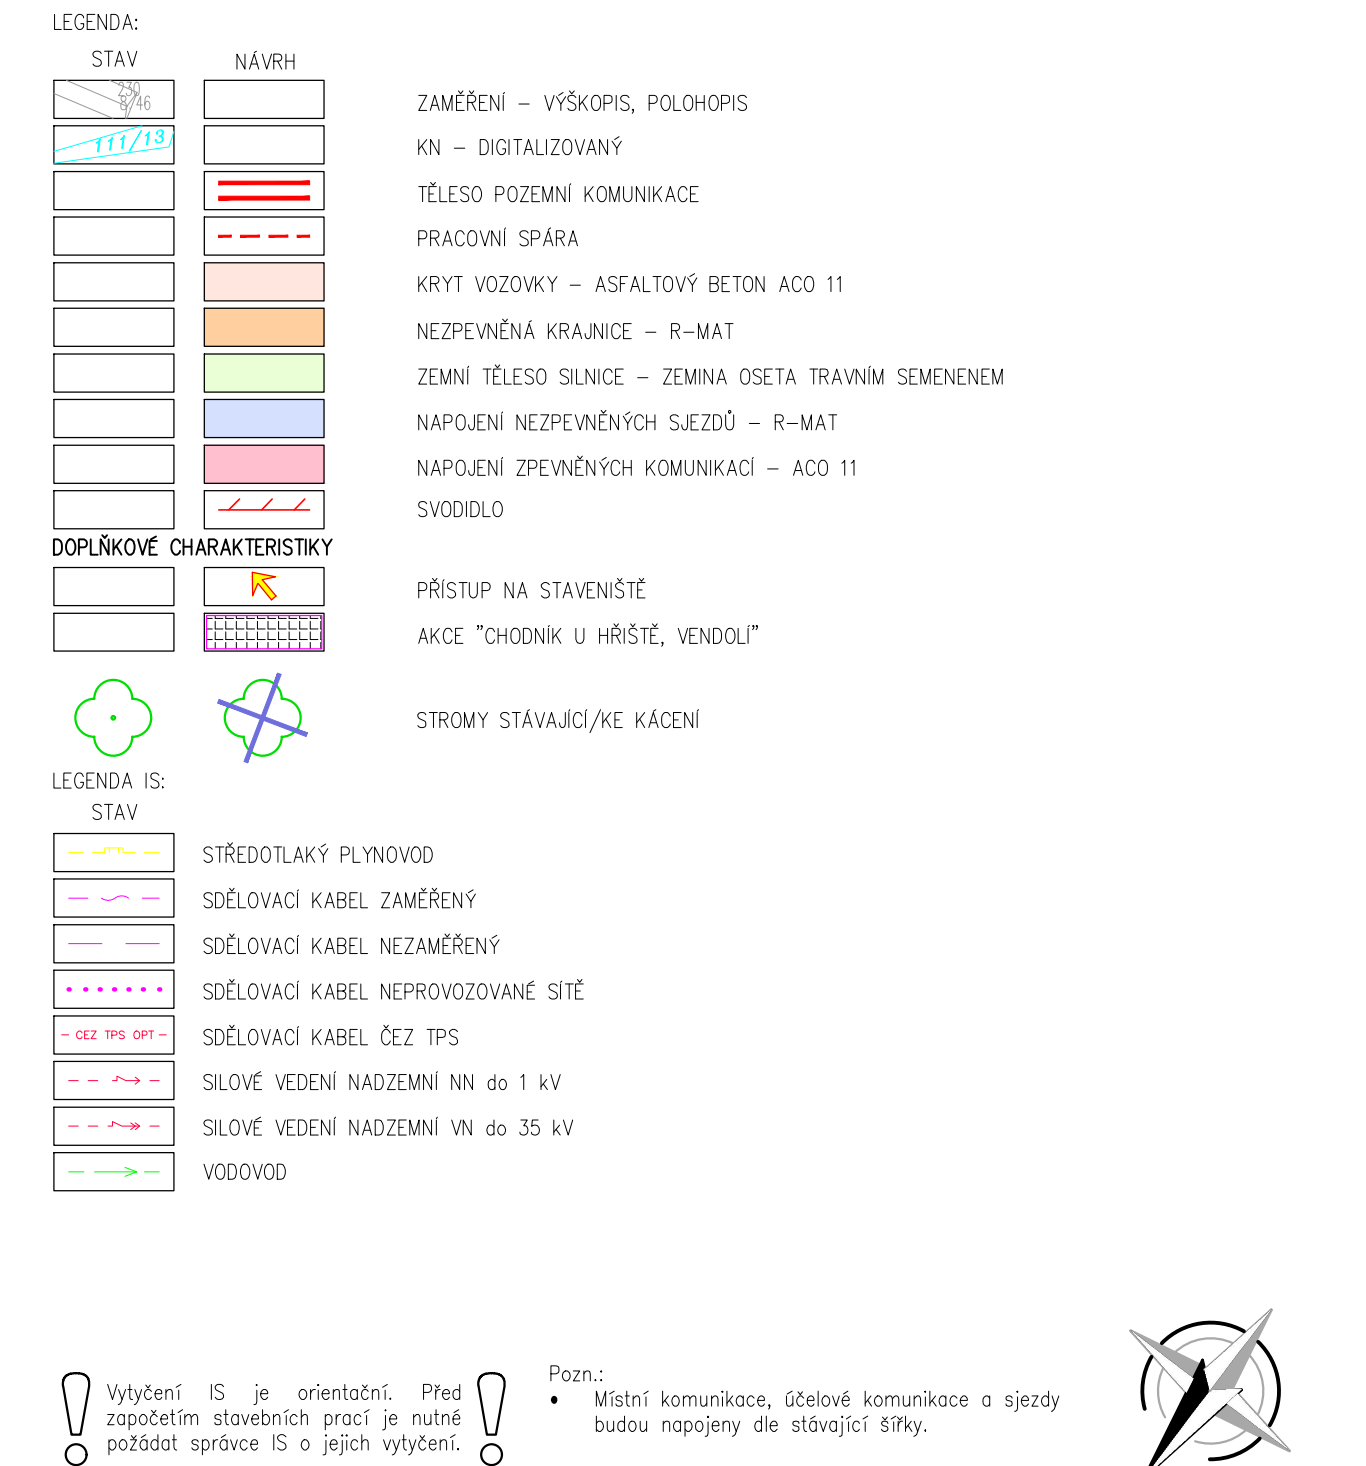 LEGENDA:
STAV NÁVRH
230
8/46
ZAMĚŘENÍ – VÝŠKOPIS, POLOHOPIS
111/13
KN – DIGITALIZOVANÝ
TĚLESO POZEMNÍ KOMUNIKACE
PRACOVNÍ SPÁRA
KRYT VOZOVKY – ASFALTOVÝ BETON ACO 11
NEZPEVNĚNÁ KRAJNICE – R–MAT
ZEMNÍ TĚLESO SILNICE – ZEMINA OSETA TRAVNÍM SEMENENEM
NAPOJENÍ NEZPEVNĚNÝCH SJEZDŮ – R–MAT
NAPOJENÍ ZPEVNĚNÝCH KOMUNIKACÍ – ACO 11
SVODIDLO
DOPLŇKOVÉ CHARAKTERISTIKY
PŘÍSTUP NA STAVENIŠTĚ
AKCE "CHODNÍK U HŘIŠTĚ, VENDOLÍ"
STROMY STÁVAJÍCÍ/KE KÁCENÍ
LEGENDA IS:
STAV
STŘEDOTLAKÝ PLYNOVOD
SDĚLOVACÍ KABEL ZAMĚŘENÝ
SDĚLOVACÍ KABEL NEZAMĚŘENÝ
SDĚLOVACÍ KABEL NEPROVOZOVANÉ SÍTĚ
– CEZ TPS OPT – SDĚLOVACÍ KABEL ČEZ TPS
SILOVÉ VEDENÍ NADZEMNÍ NN do 1 kV
SILOVÉ VEDENÍ NADZEMNÍ VN do 35 kV
VODOVOD
Vytyčení IS je orientační. Před
započetím stavebních prací je nutné
požádat správce IS o jejich vytyčení.
Pozn.:
• Místní komunikace, účelové komunikace a sjezdy
budou napojeny dle stávající šířky.